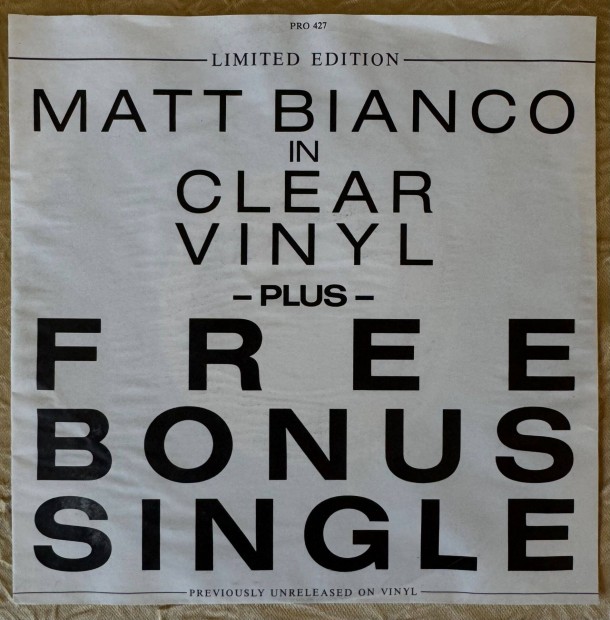 PRO 427
LIMITED EDITION
MATT BIANCO
IN
CLEAR
VINYL
– PLUS –
FREE
BONUS
SINGLE
PREVIOUSLY UNRELEASED ON VINYL